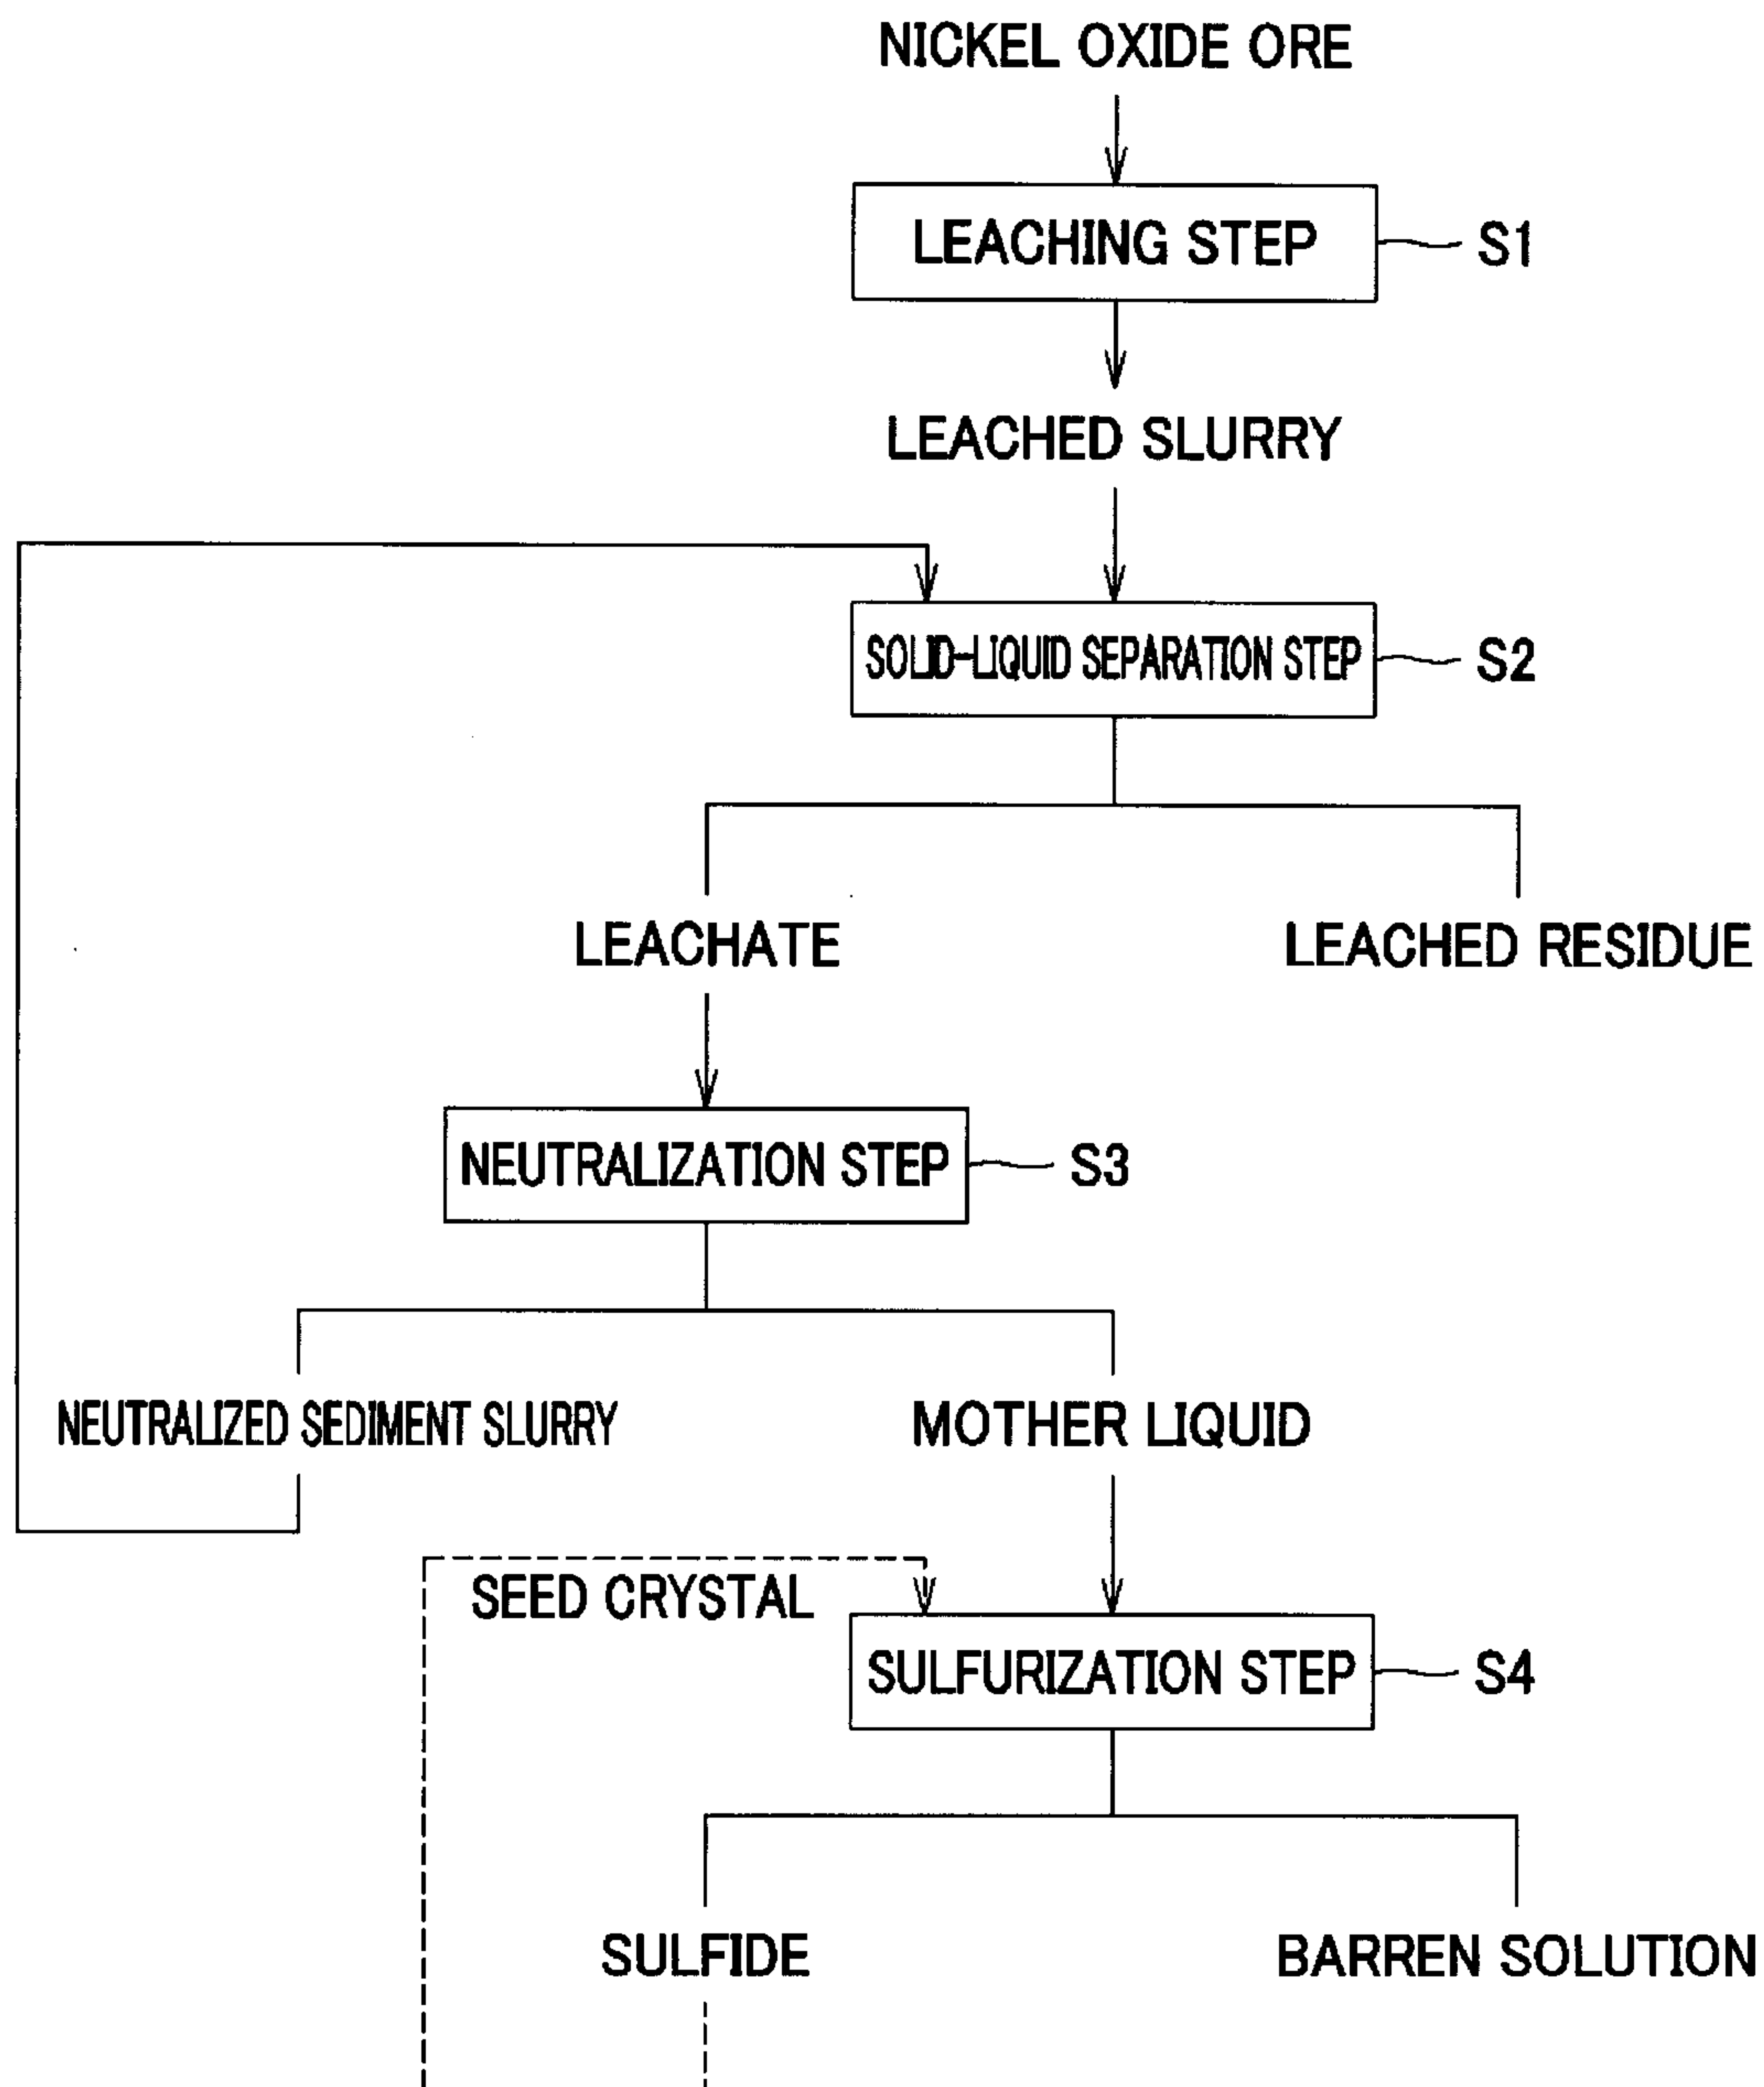 NICKEL OXIDE ORE
LEACHING STEP
S1
LEACHED SLURRY
SOLID-LIQUID SEPARATION STEP
S2
LEACHATE
LEACHED RESIDUE
NEUTRALIZATION STEP
S3
NEUTRALIZED SEDIMENT SLURRY
MOTHER LIQUID
SEED CRYSTAL
SULFURIZATION STEP
S4
SULFIDE
BARREN SOLUTION